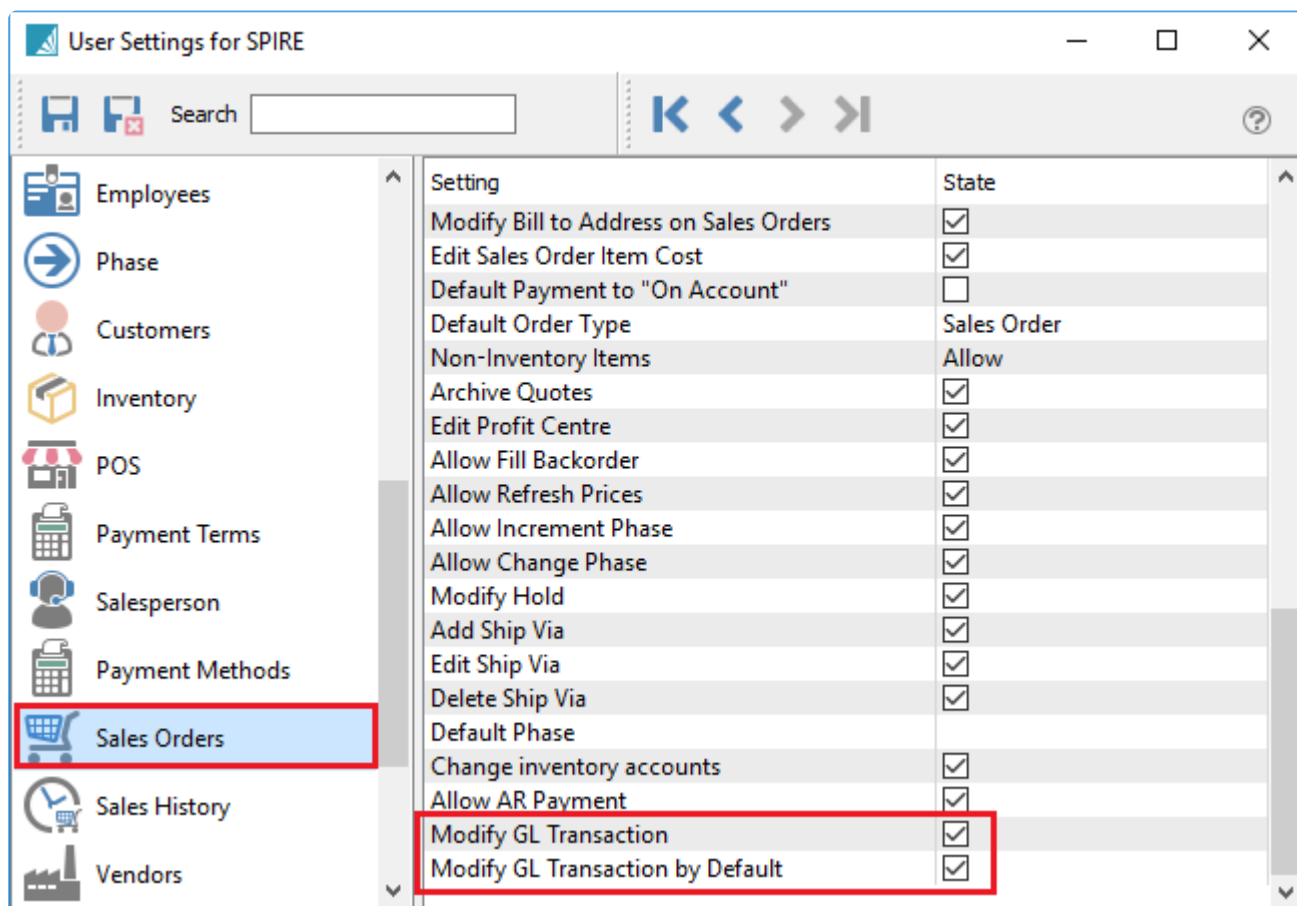 User Settings for SPIRE
Search
Employees
Phase
Customers
Inventory
POS
Payment Terms
Salesperson
Payment Methods
Sales Orders
Sales History
Vendors
Setting State
Modify Bill to Address on Sales Orders
Edit Sales Order Item Cost
Default Payment to "On Account"
Default Order Type Sales Order
Non-Inventory Items Allow
Archive Quotes
Edit Profit Centre
Allow Fill Backorder
Allow Refresh Prices
Allow Increment Phase
Allow Change Phase
Modify Hold
Add Ship Via
Edit Ship Via
Delete Ship Via
Default Phase
Change inventory accounts
Allow AR Payment
Modify GL Transaction
Modify GL Transaction by Default